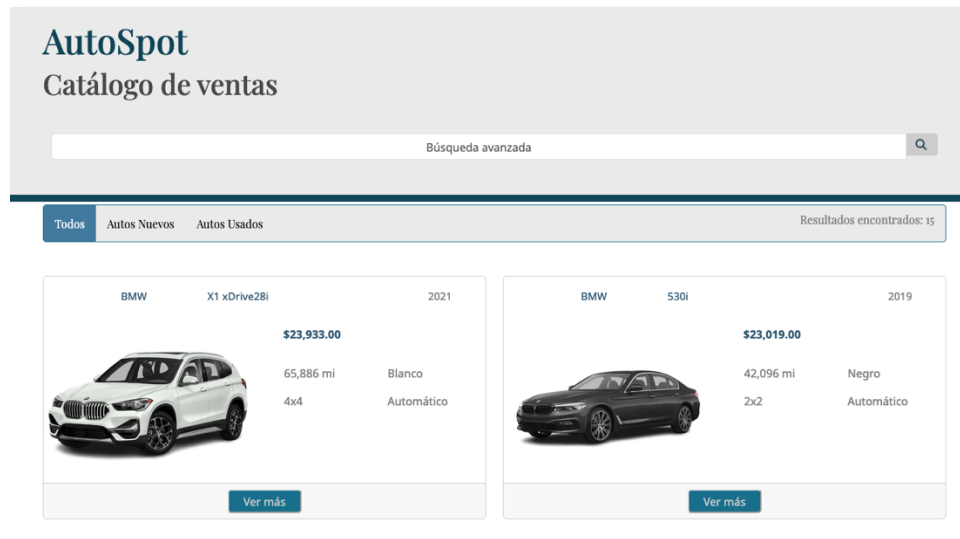 AutoSpot
Catálogo de ventas
Búsqueda avanzada
Todos Autos Nuevos Autos Usados Resultados encontrados: 15
BMW X1 xDrive28i 2021
$23,933.00
65,886 mi Blanco
4x4 Automático
Ver más
BMW 530i 2019
$23,019.00
42,096 mi Negro
2x2 Automático
Ver más